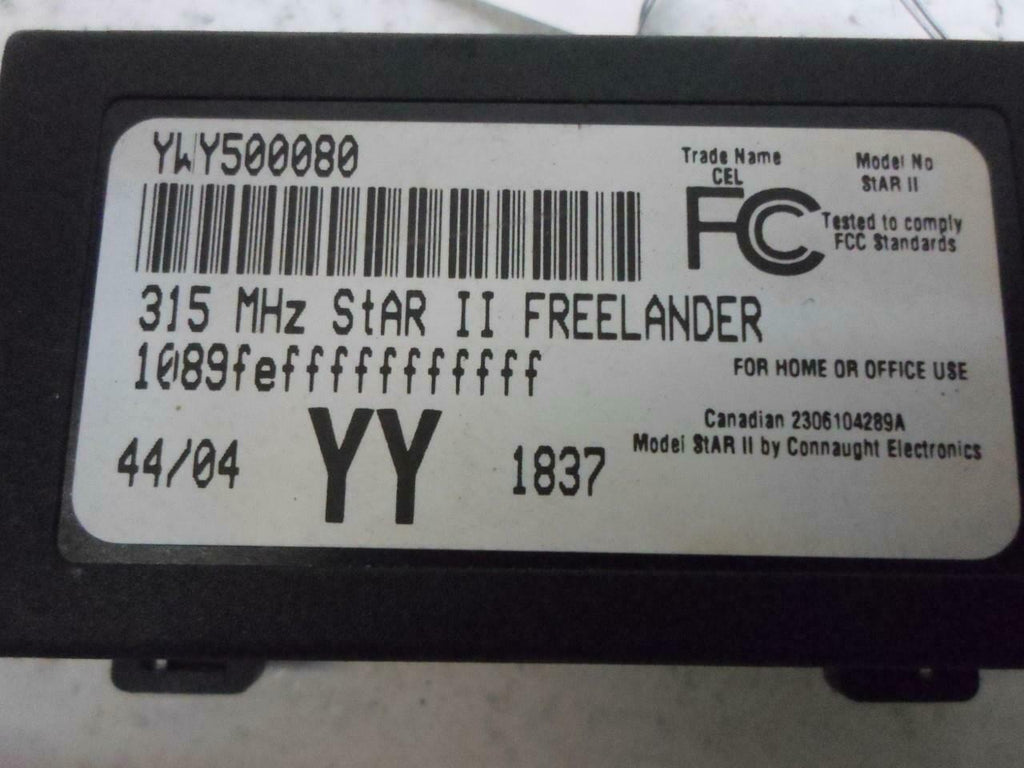 YWY500080
Trade Name
CEL
Model No
StAR II
FC
Tested to comply
FCC Standards
315 MHz StAR II FREELANDER
1089feffffffffffff
FOR HOME OR OFFICE USE
Canadian 2306104289A
Model StAR II by Connaught Electronics
44/04
YY
1837